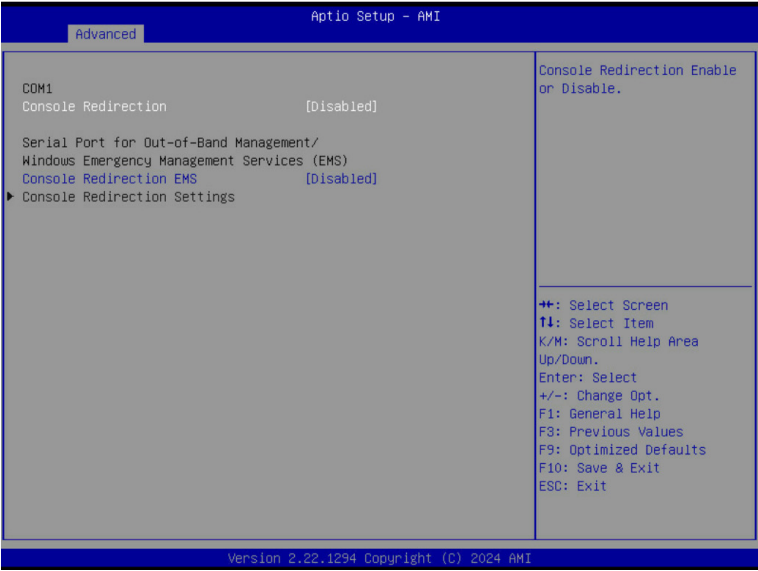 Aptio Setup - AMI
Advanced
COM1
Console Redirection [Disabled]
Serial Port for Out-of-Band Management/
Windows Emergency Management Services (EMS)
Console Redirection EMS [Disabled]
Console Redirection Settings
Console Redirection Enable
or Disable.
→←: Select Screen
↑↓: Select Item
K/M: Scroll Help Area
Up/Down.
Enter: Select
+/-: Change Opt.
F1: General Help
F3: Previous Values
F9: Optimized Defaults
F10: Save & Exit
ESC: Exit
Version 2.22.1294 Copyright (C) 2024 AMI